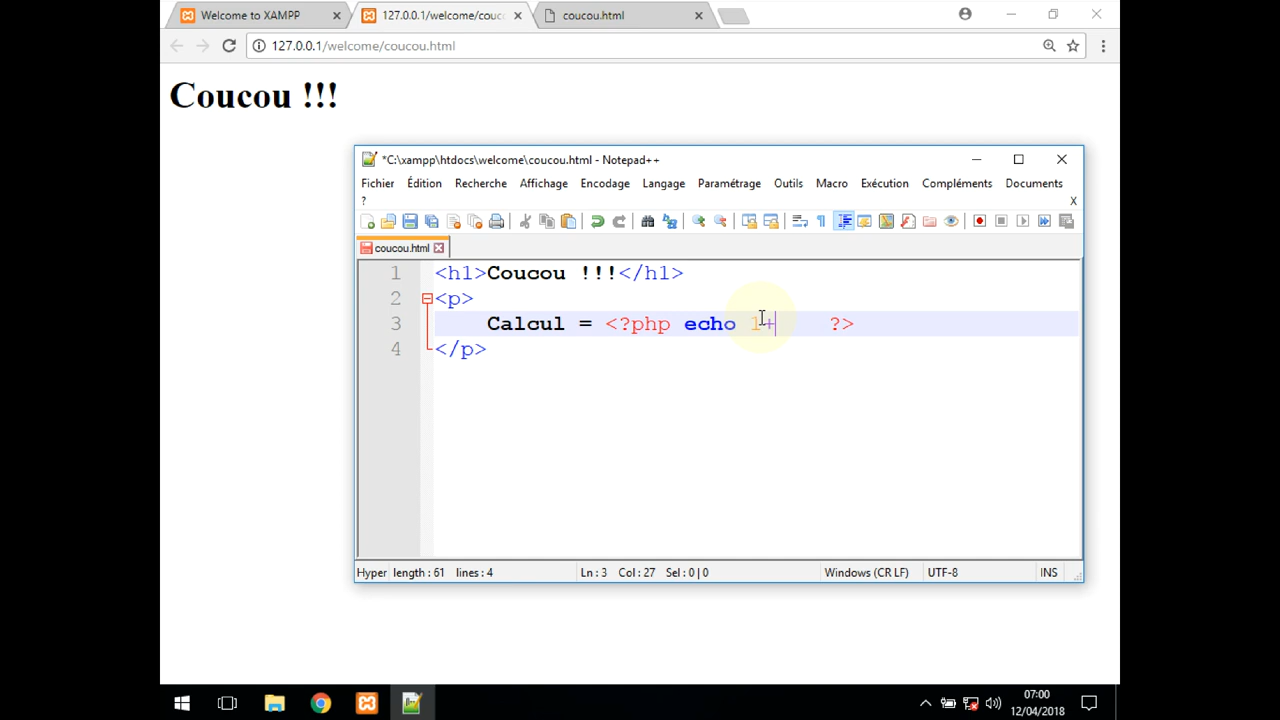 Welcome to XAMPP
127.0.0.1/welcome/couco
coucou.html
127.0.0.1/welcome/coucou.html
Coucou !!!
*C:\xampp\htdocs\welcome\coucou.html - Notepad++
Fichier Édition Recherche Affichage Encodage Langage Paramétrage Outils Macro Exécution Compléments Documents
? X
coucou.html
1 <h1>Coucou !!!</h1>
2 <p>
3 Calcul = <?php echo 1+ ?>
4 </p>
Hyper length : 61 lines : 4 Ln : 3 Col : 27 Sel : 0 | 0 Windows (CR LF) UTF-8 INS
07:00
12/04/2018